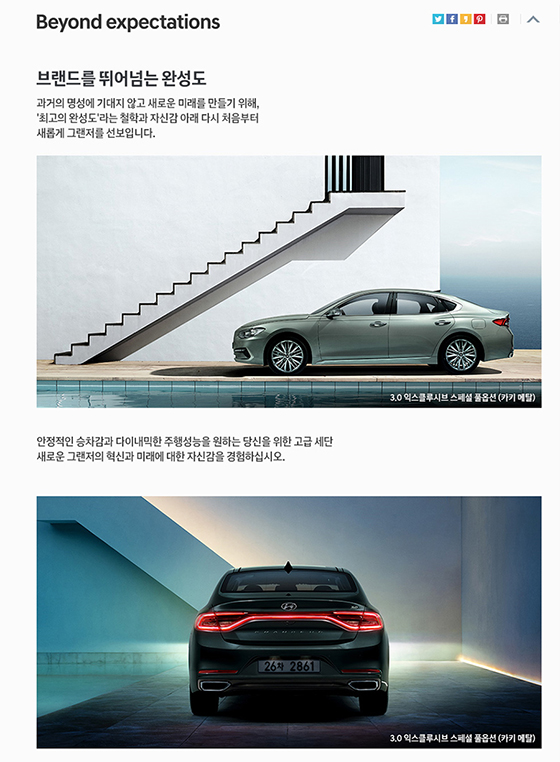 Beyond expectations
브랜드를 뛰어넘는 완성도
과거의 명성에 기대지 않고 새로운 미래를 만들기 위해,
'최고의 완성도'라는 철학과 자신감 아래 다시 처음부터
새롭게 그랜저를 선보입니다.
3.0 익스클루시브 스페셜 풀옵션 (카키 메탈)
안정적인 승차감과 다이내믹한 주행성능을 원하는 당신을 위한 고급 세단
새로운 그랜저의 혁신과 미래에 대한 자신감을 경험하십시오.
GRANDEUR
26차 2861
3.0 익스클루시브 스페셜 풀옵션 (카키 메탈)